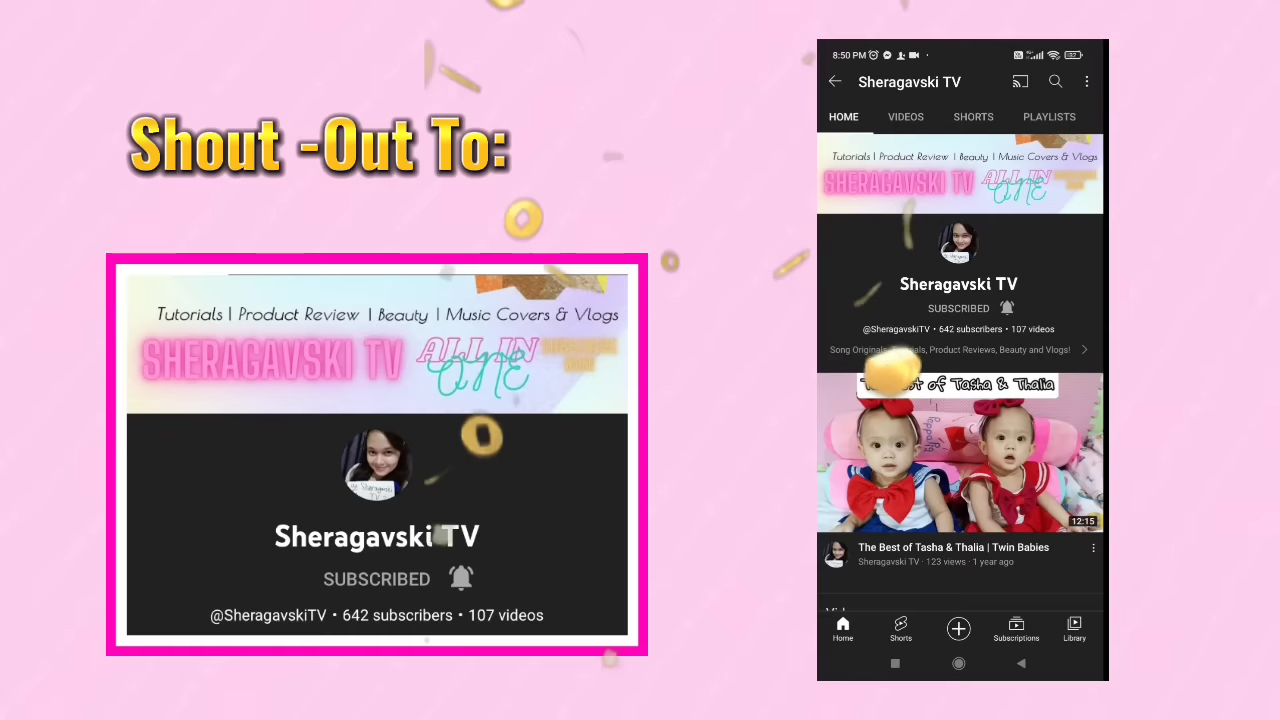 Shout -Out To:
Tutorials | Product Review | Beauty | Music Covers & Vlogs
SHERAGAVSKI TV
ALL IN
ONE
Sheragavski TV
SUBSCRIBED
@SheragavskiTV • 642 subscribers • 107 videos
8:50 PM
Sheragavski TV
HOME VIDEOS SHORTS PLAYLISTS
Tutorials | Product Review | Beauty | Music Covers & Vlogs
SHERAGAVSKI TV
ALL IN
ONE
Sheragavski TV
SUBSCRIBED
@SheragavskiTV • 642 subscribers • 107 videos
Song Originals, Product Reviews, Beauty and Vlogs!
of Tasha & Thalia
12:15
The Best of Tasha & Thalia | Twin Babies
Sheragavski TV · 123 views · 1 year ago
Home Shorts Subscriptions Library